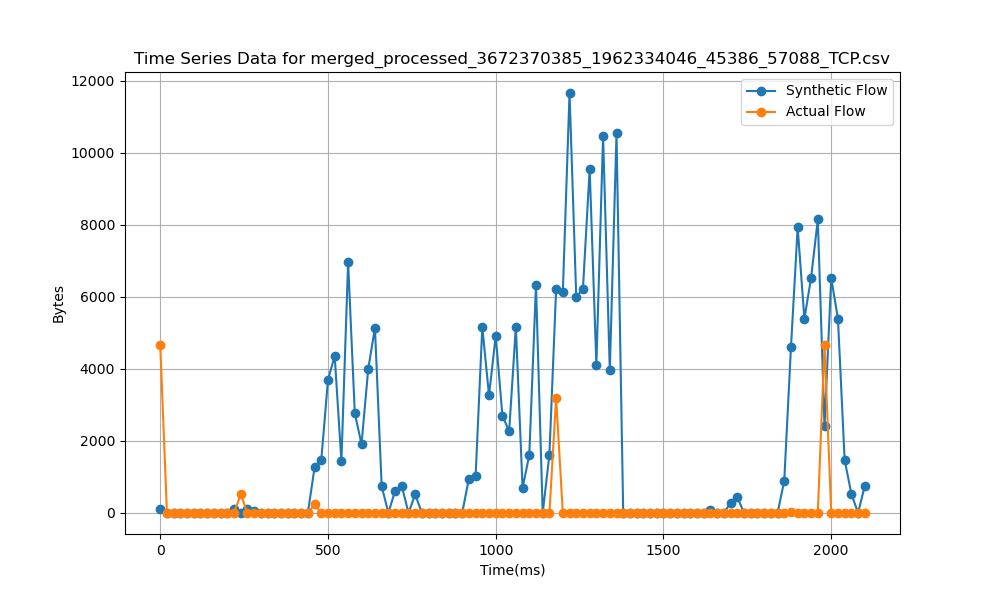 Time Series Data for merged_processed_3672370385_1962334046_45386_57088_TCP.csv
Synthetic Flow
Actual Flow
12000
10000
8000
6000
4000
2000
0
Bytes
0 500 1000 1500 2000
Time(ms)